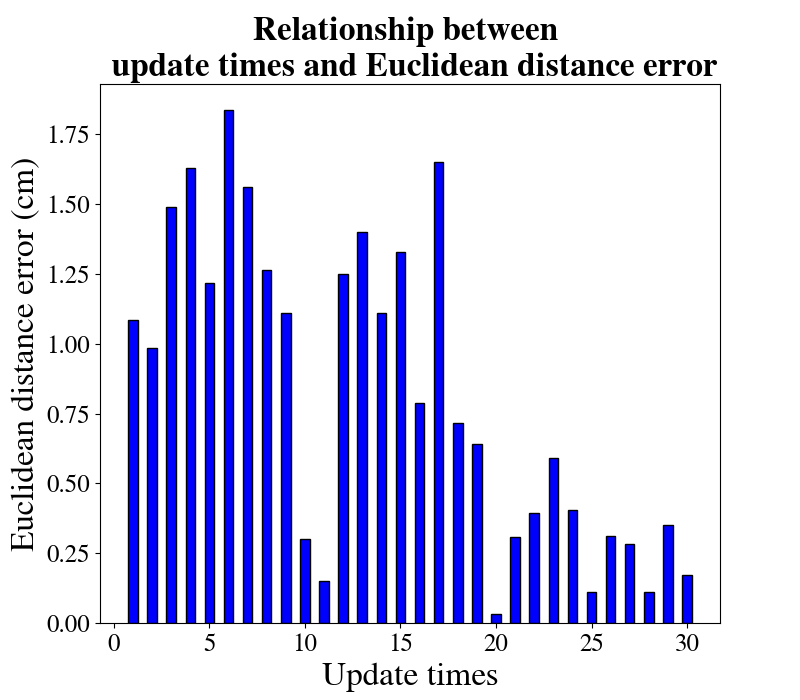 Relationship between
update times and Euclidean distance error
Euclidean distance error (cm)
1.75
1.50
1.25
1.00
0.75
0.50
0.25
0.00
0 5 10 15 20 25 30
Update times